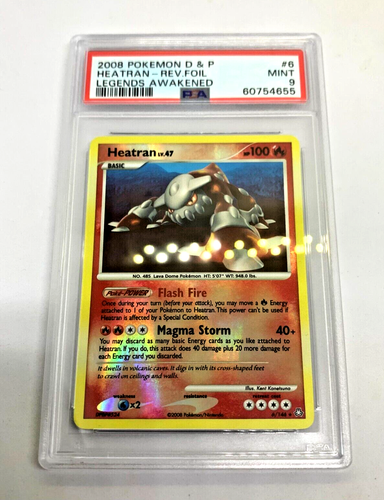 2008 POKEMON D & P #6
HEATRAN-REV.FOIL MINT
LEGENDS AWAKENED 9
PSA 60754655
Heatran LV.47 HP100
BASIC
NO. 485 Lava Dome Pokémon HT: 5'07" WT: 948.0 lbs.
Poké-POWER Flash Fire
Once during your turn (before your attack), you may move a Energy
attached to 1 of your Pokémon to Heatran. This power can't be used if
Heatran is affected by a Special Condition.
Magma Storm 40+
You may discard as many basic Energy cards as you like attached to
Heatran. If you do, this attack does 40 damage plus 20 more damage for
each Energy card you discarded.
It dwells in volcanic caves. It digs in with its cross-shaped feet
to crawl on ceilings and walls.
Illus. Kent Kanetsuna
weakness resistance retreat cost
x2
©2008 Pokémon/Nintendo 6/146